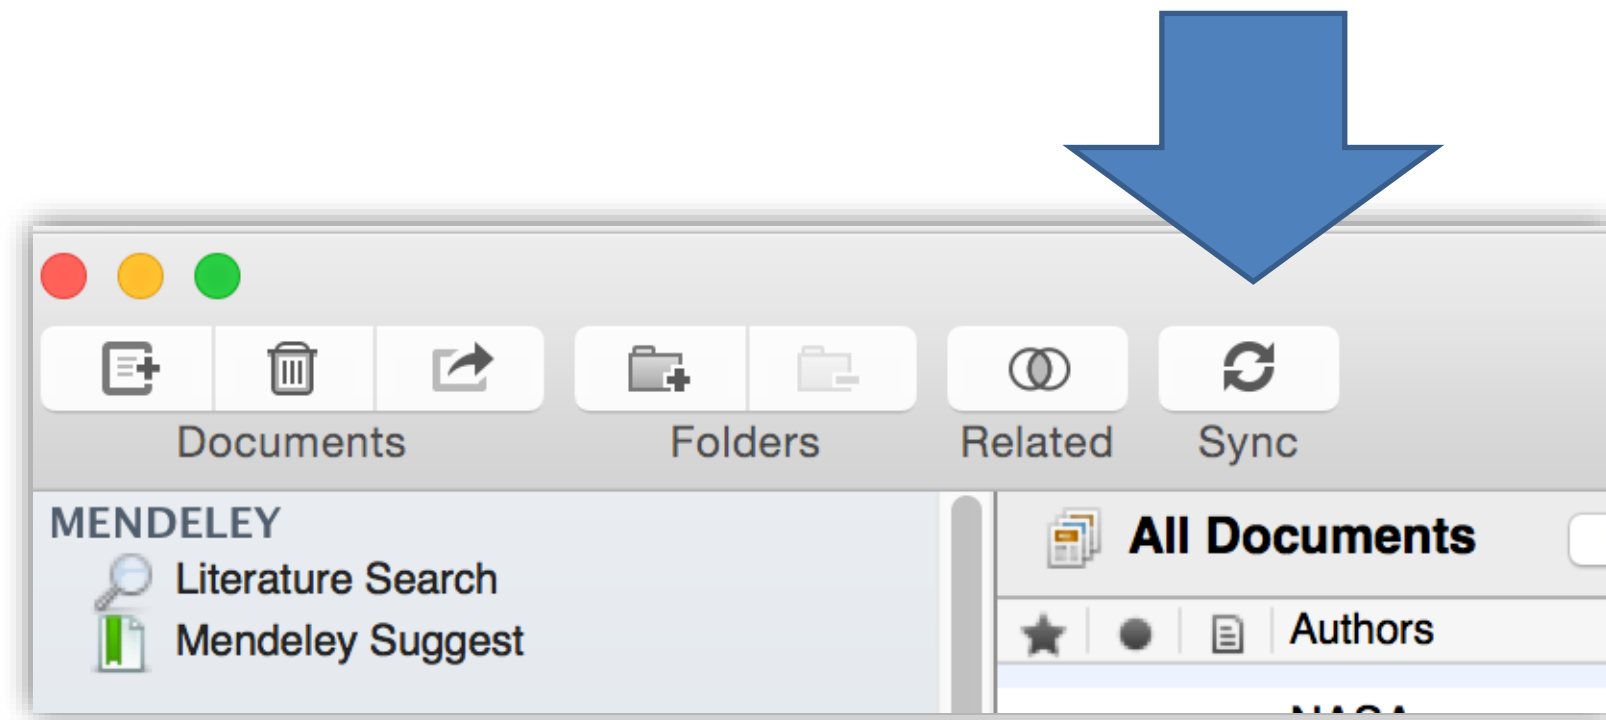 Documents Folders Related Sync
MENDELEY
Literature Search
Mendeley Suggest
All Documents
Authors